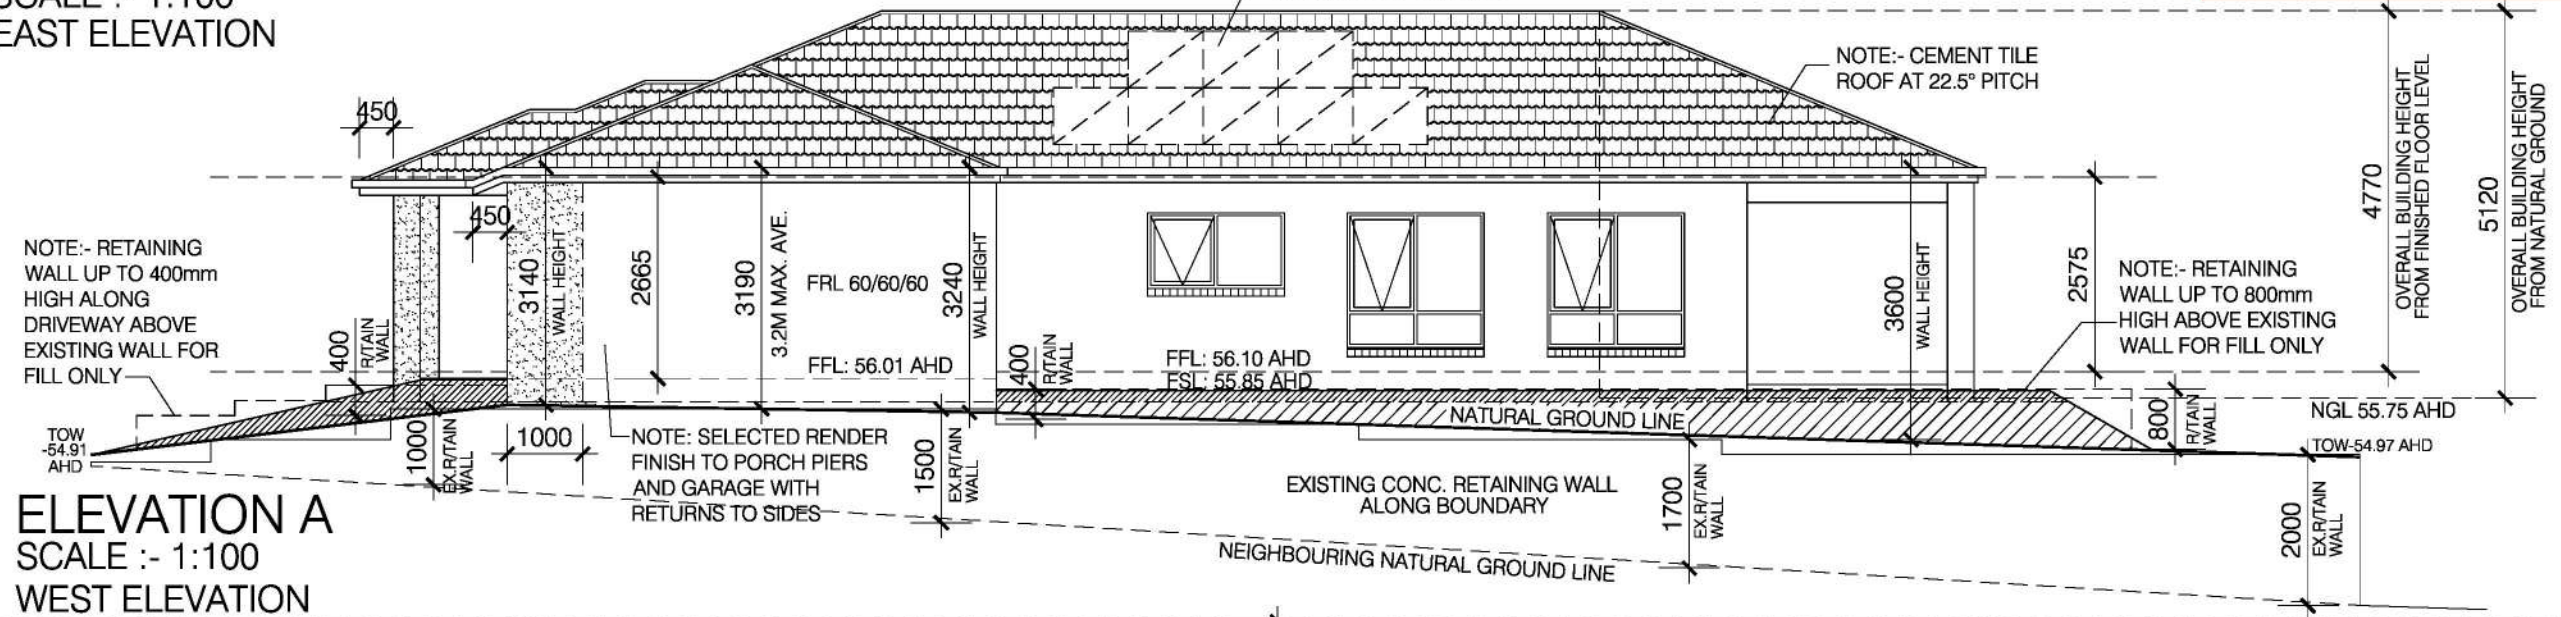 SCALE :- 1:100
EAST ELEVATION
NOTE:- CEMENT TILE
ROOF AT 22.5° PITCH
450
450
NOTE:- RETAINING
WALL UP TO 400mm
HIGH ALONG
DRIVEWAY ABOVE
EXISTING WALL FOR
FILL ONLY
400
R/TAIN
WALL
3140
WALL HEIGHT
2665
3190
3.2M MAX. AVE.
FRL 60/60/60
FFL: 56.01 AHD
3240
WALL HEIGHT
400
R/TAIN
WALL
FFL: 56.10 AHD
FSL: 55.85 AHD
NATURAL GROUND LINE
3600
WALL HEIGHT
2575
NOTE:- RETAINING
WALL UP TO 800mm
HIGH ABOVE EXISTING
WALL FOR FILL ONLY
4770
OVERALL BUILDING HEIGHT
FROM FINISHED FLOOR LEVEL
5120
OVERALL BUILDING HEIGHT
FROM NATURAL GROUND
800
R/TAIN
WALL
NGL 55.75 AHD
TOW-54.97 AHD
TOW
-54.91
AHD
1000
EX.R/TAIN
WALL
1000
NOTE: SELECTED RENDER
FINISH TO PORCH PIERS
AND GARAGE WITH
RETURNS TO SIDES
1500
EX.R/TAIN
WALL
EXISTING CONC. RETAINING WALL
ALONG BOUNDARY
1700
EX.R/TAIN
WALL
2000
EX.R/TAIN
WALL
NEIGHBOURING NATURAL GROUND LINE
ELEVATION A
SCALE :- 1:100
WEST ELEVATION